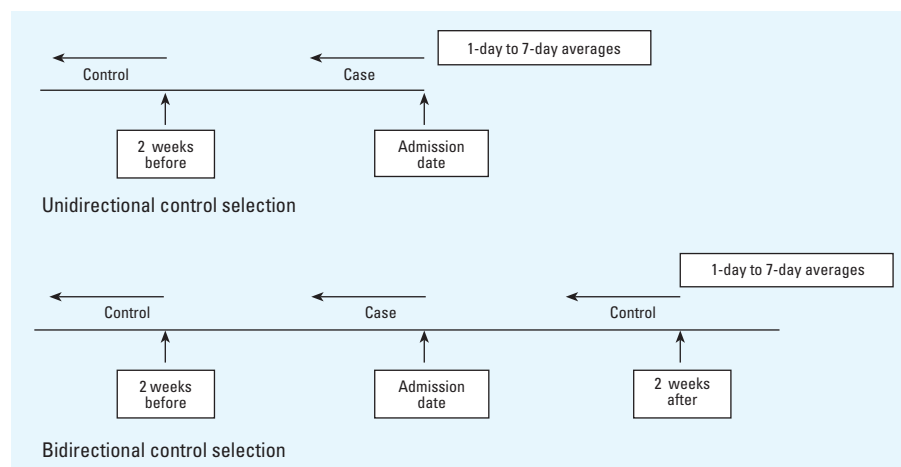 1-day to 7-day averages
Control
Case
2 weeks
before
Admission
date
Unidirectional control selection
1-day to 7-day averages
Control
Case
Control
2 weeks
before
Admission
date
2 weeks
after
Bidirectional control selection